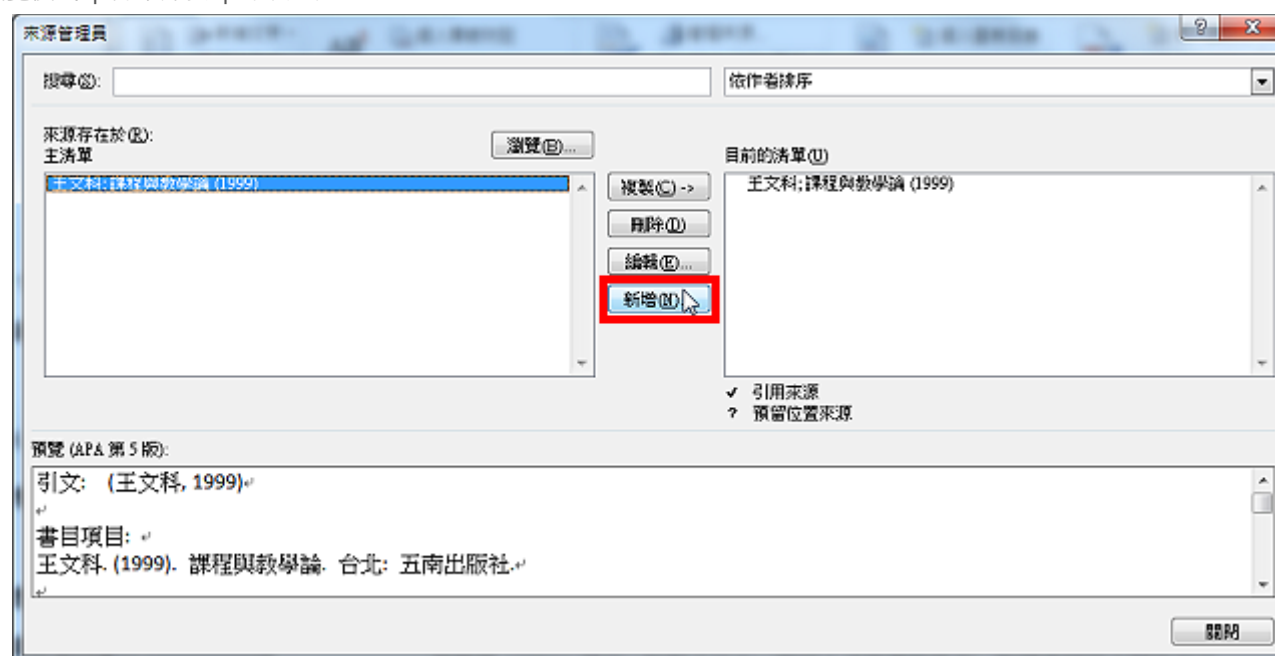 來源管理員
搜尋(S):
依作者排序
來源存在於(R):
主清單
瀏覽(B)...
目前的清單(U)
王文科;課程與教學論 (1999)
複製(C) ->
王文科;課程與教學論 (1999)
刪除(D)
編輯(E)...
新增(N)
✓ 引用來源
? 預留位置來源
預覽 (APA 第 5 版):
引文: (王文科, 1999)↵
↵
書目項目: ↵
王文科. (1999). 課程與教學論. 台北: 五南出版社.↵
↵
關閉